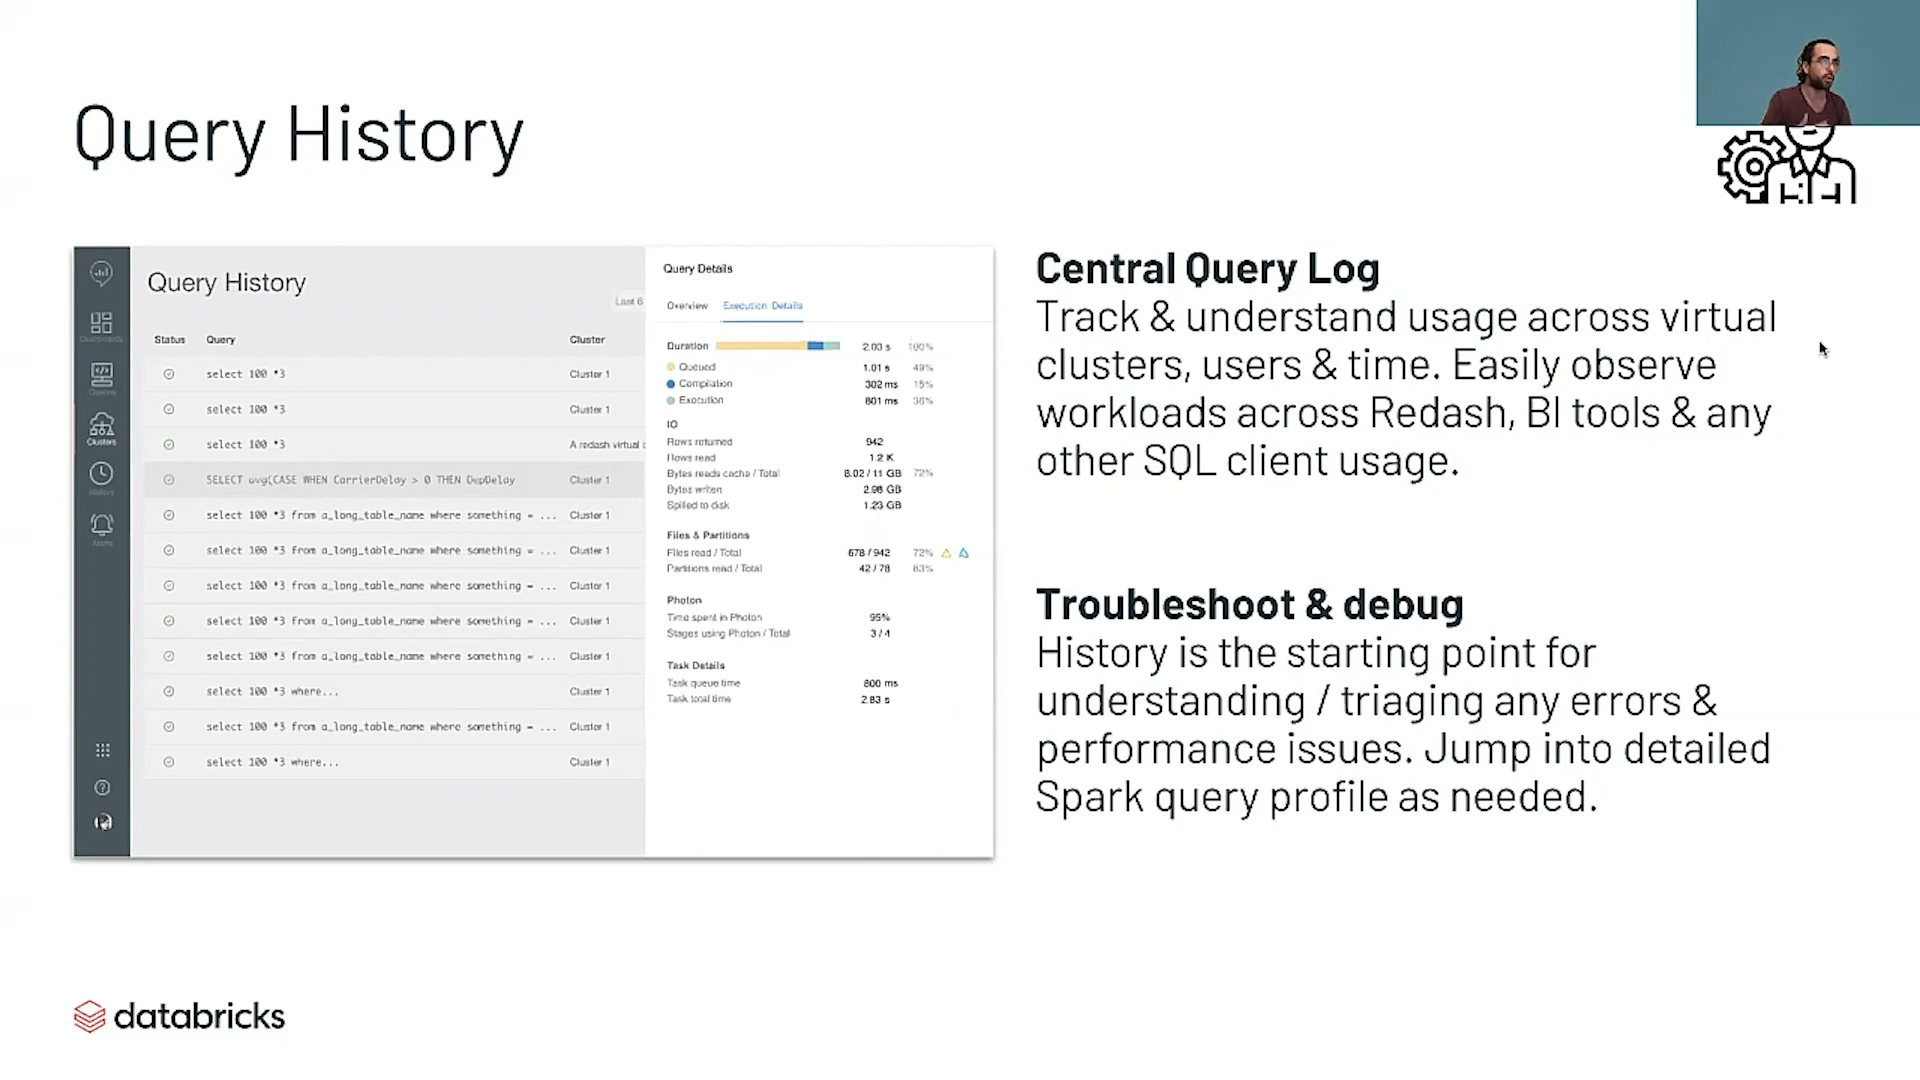 Query History
Query History
Last 6
Status Query Cluster
select 100 *3 Cluster 1
select 100 *3 Cluster 1
select 100 *3 A redash virtual c
SELECT avg(CASE WHEN CarrierDelay > 0 THEN DepDelay Cluster 1
select 100 *3 from a_long_table_name where something = ... Cluster 1
select 100 *3 from a_long_table_name where something = ... Cluster 1
select 100 *3 from a_long_table_name where something = ... Cluster 1
select 100 *3 from a_long_table_name where something = ... Cluster 1
select 100 *3 from a_long_table_name where something = ... Cluster 1
select 100 *3 where... Cluster 1
select 100 *3 from a_long_table_name where something = ... Cluster 1
select 100 *3 where... Cluster 1
Dashboards
Queries
Clusters
History
Alerts
Query Details
Overview Execution Details
Duration 2.03 s 100%
Queued 1.01 s 49%
Compilation 302 ms 15%
Execution 801 ms 36%
IO
Rows returned 942
Rows read 1.2 K
Bytes reads cache / Total 8.02 / 11 GB 72%
Bytes writen 2.98 GB
Spilled to disk 1.23 GB
Files & Partitions
Files read / Total 678 / 942 72%
Partitions read / Total 42 / 78 83%
Photon
Time spent in Photon 95%
Stages using Photon / Total 3 / 4
Task Details
Task queue time 800 ms
Task total time 2.83 s
Central Query Log
Track & understand usage across virtual
clusters, users & time. Easily observe
workloads across Redash, BI tools & any
other SQL client usage.
Troubleshoot & debug
History is the starting point for
understanding / triaging any errors &
performance issues. Jump into detailed
Spark query profile as needed.
databricks